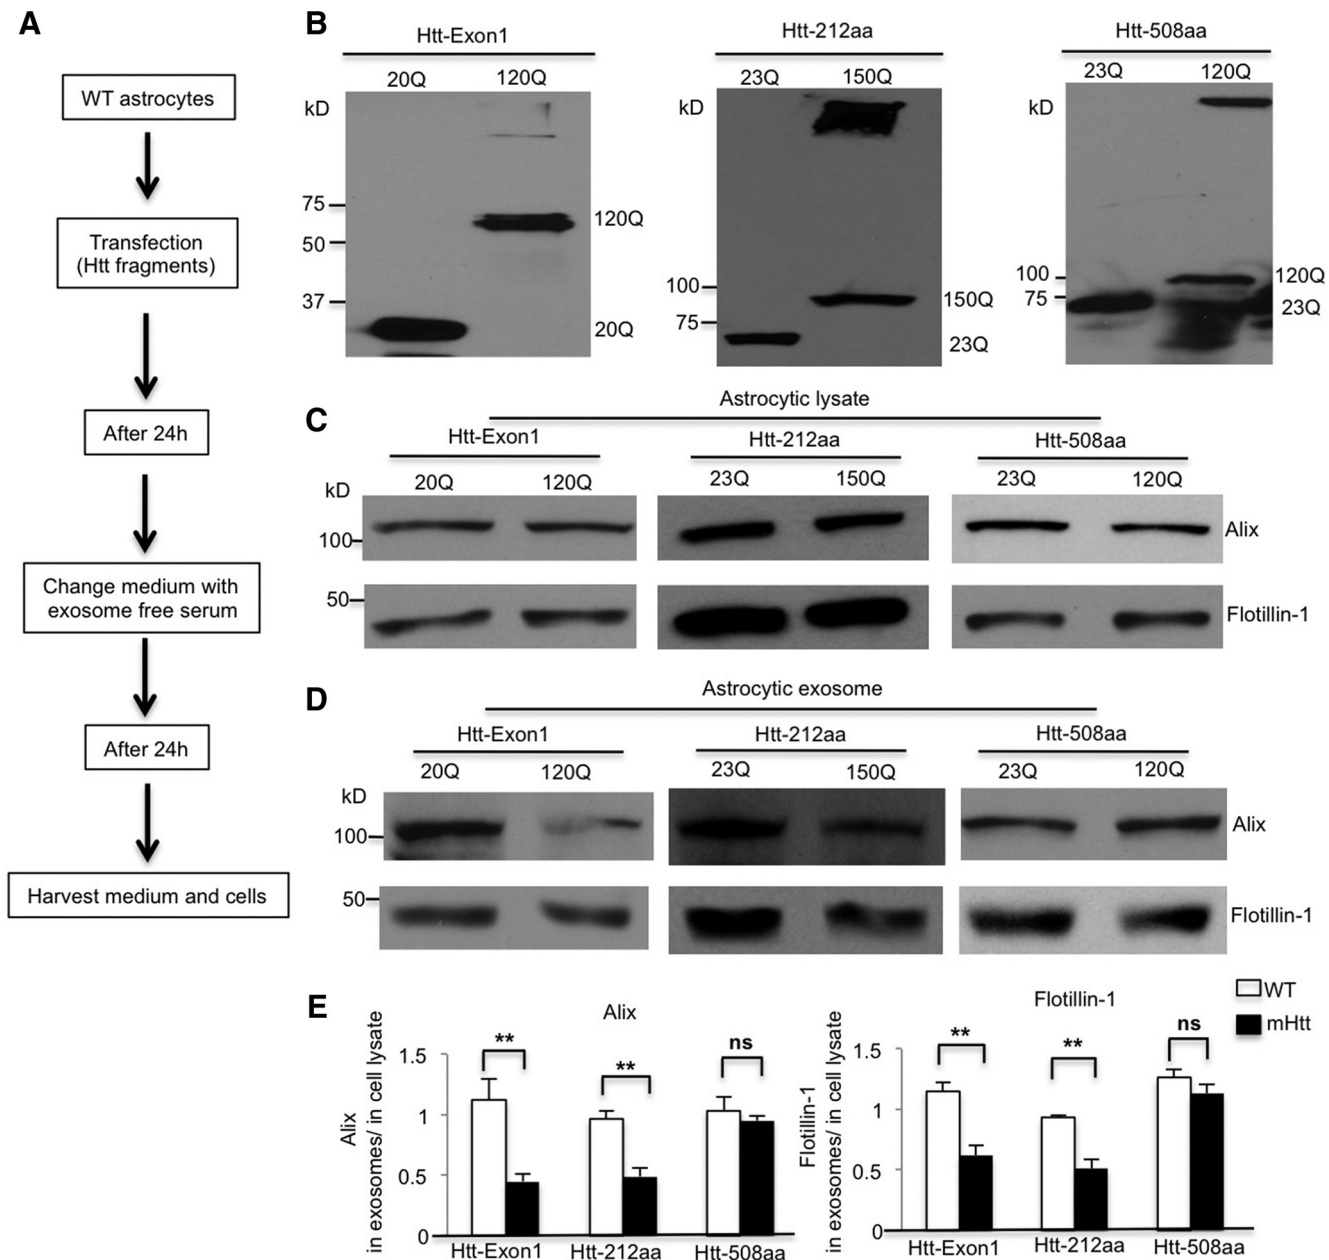 A
WT astrocytes
Transfection
(Htt fragments)
After 24h
Change medium with
exosome free serum
After 24h
Harvest medium and cells
B
Htt-Exon1
20Q 120Q
kD
75
50
37
120Q
20Q
Htt-212aa
23Q 150Q
kD
100
75
150Q
23Q
Htt-508aa
23Q 120Q
kD
100
75
120Q
23Q
C
Astrocytic lysate
Htt-Exon1 Htt-212aa Htt-508aa
20Q 120Q 23Q 150Q 23Q 120Q
kD
100
Alix
50
Flotillin-1
D
Astrocytic exosome
Htt-Exon1 Htt-212aa Htt-508aa
20Q 120Q 23Q 150Q 23Q 120Q
kD
100
Alix
50
Flotillin-1
E
Alix
Alix
in exosomes/ in cell lysate
1.5
1
0.5
0
** ** ns
Htt-Exon1 Htt-212aa Htt-508aa
Flotillin-1
Flotillin-1
in exosomes/ in cell lysate
1.5
1
0.5
0
** ** ns
Htt-Exon1 Htt-212aa Htt-508aa
WT
mHtt